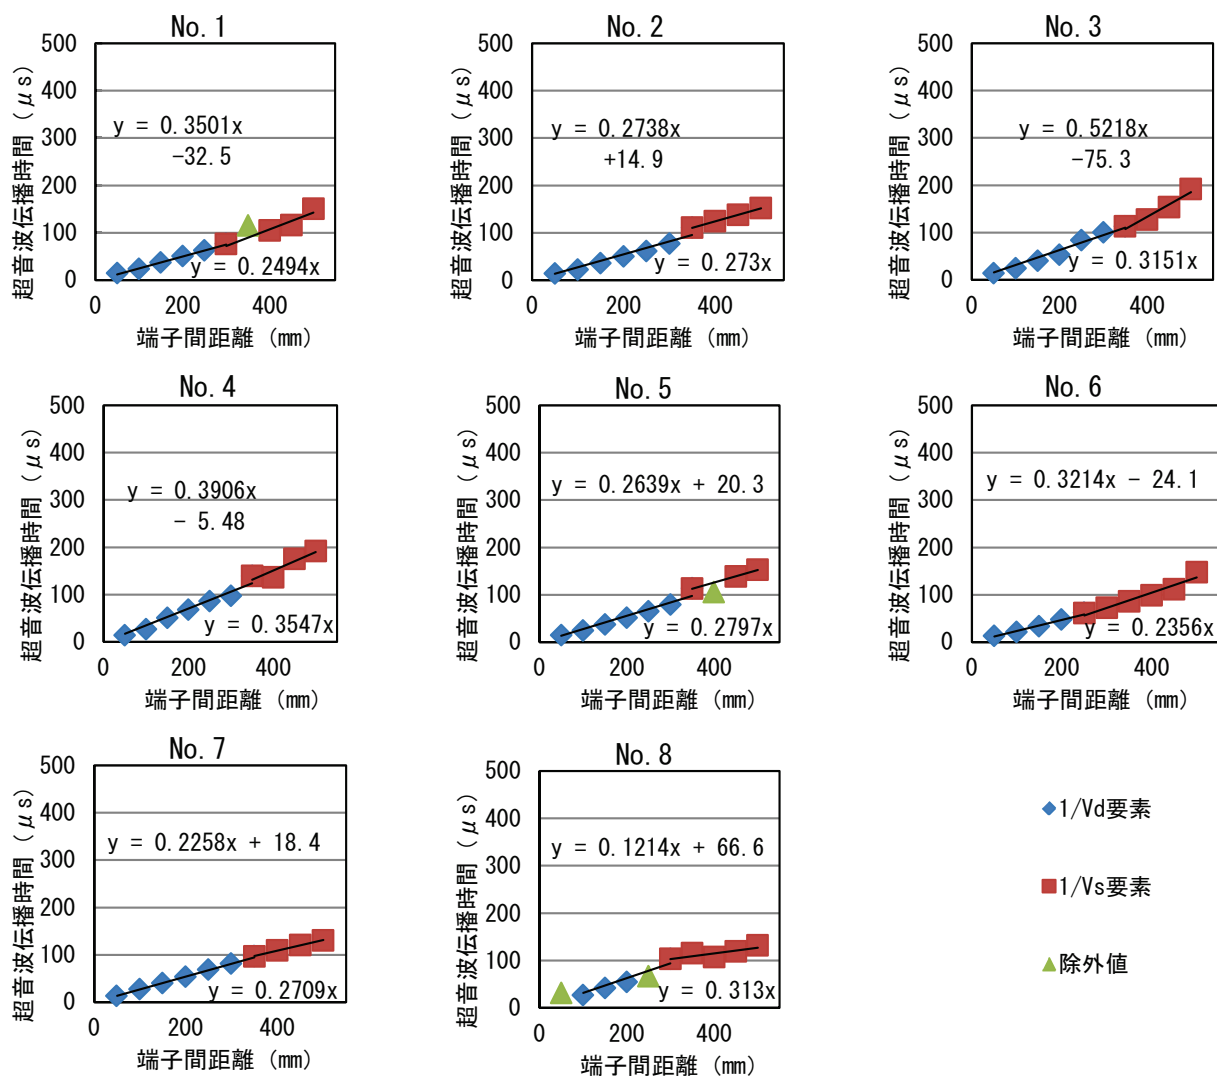 No. 1
超音波伝播時間（μs）
500
400
300
200
100
0
y = 0.3501x
−32.5
y = 0.2494x
0
200
400
端子間距離（㎜）
No. 2
超音波伝播時間（μs）
500
400
300
200
100
0
y = 0.2738x
+14.9
y = 0.273x
0
200
400
端子間距離（㎜）
No. 3
超音波伝播時間（μs）
500
400
300
200
100
0
y = 0.5218x
−75.3
y = 0.3151x
0
200
400
端子間距離（㎜）
No. 4
超音波伝播時間（μs）
500
400
300
200
100
0
y = 0.3906x
− 5.48
y = 0.3547x
0
200
400
端子間距離（㎜）
No. 5
超音波伝播時間（μs）
500
400
300
200
100
0
y = 0.2639x + 20.3
y = 0.2797x
0
200
400
端子間距離（㎜）
No. 6
超音波伝播時間（μs）
500
400
300
200
100
0
y = 0.3214x − 24.1
y = 0.2356x
0
200
400
端子間距離（㎜）
No. 7
超音波伝播時間（μs）
500
400
300
200
100
0
y = 0.2258x + 18.4
y = 0.2709x
0
200
400
端子間距離（㎜）
No. 8
超音波伝播時間（μs）
500
400
300
200
100
0
y = 0.1214x + 66.6
y = 0.313x
0
200
400
端子間距離（㎜）
1/Vd要素
1/Vs要素
除外値